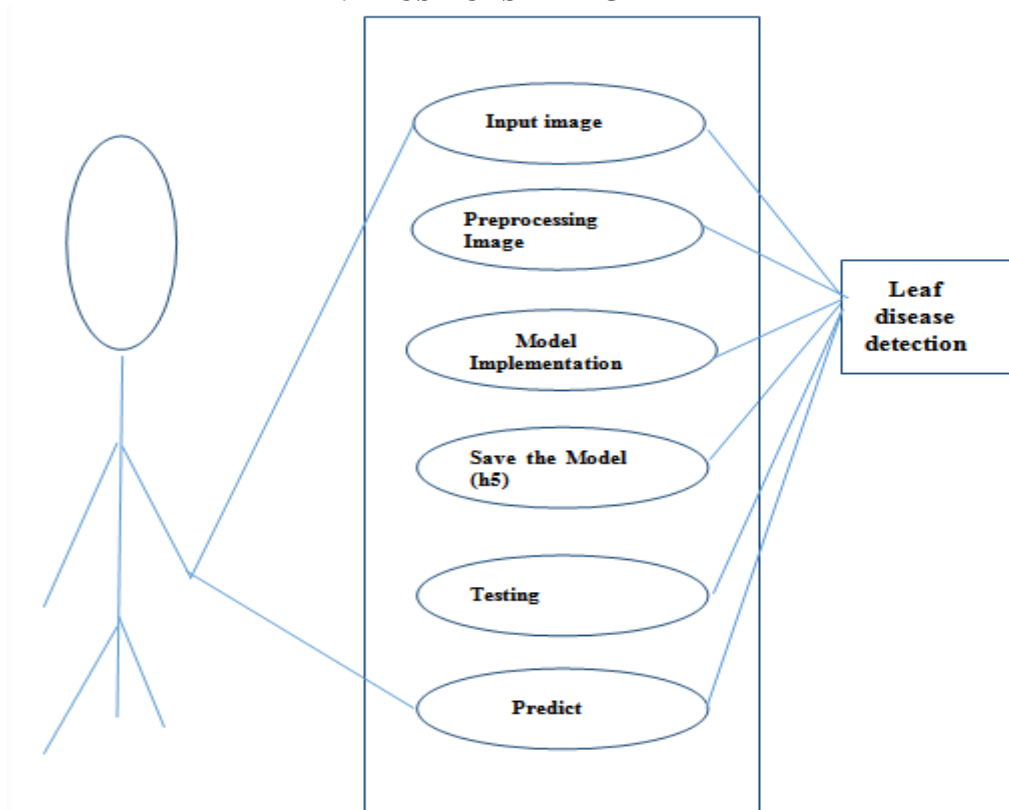 Input image
Preprocessing
Image
Model
Implementation
Save the Model
(h5)
Testing
Predict
Leaf
disease
detection